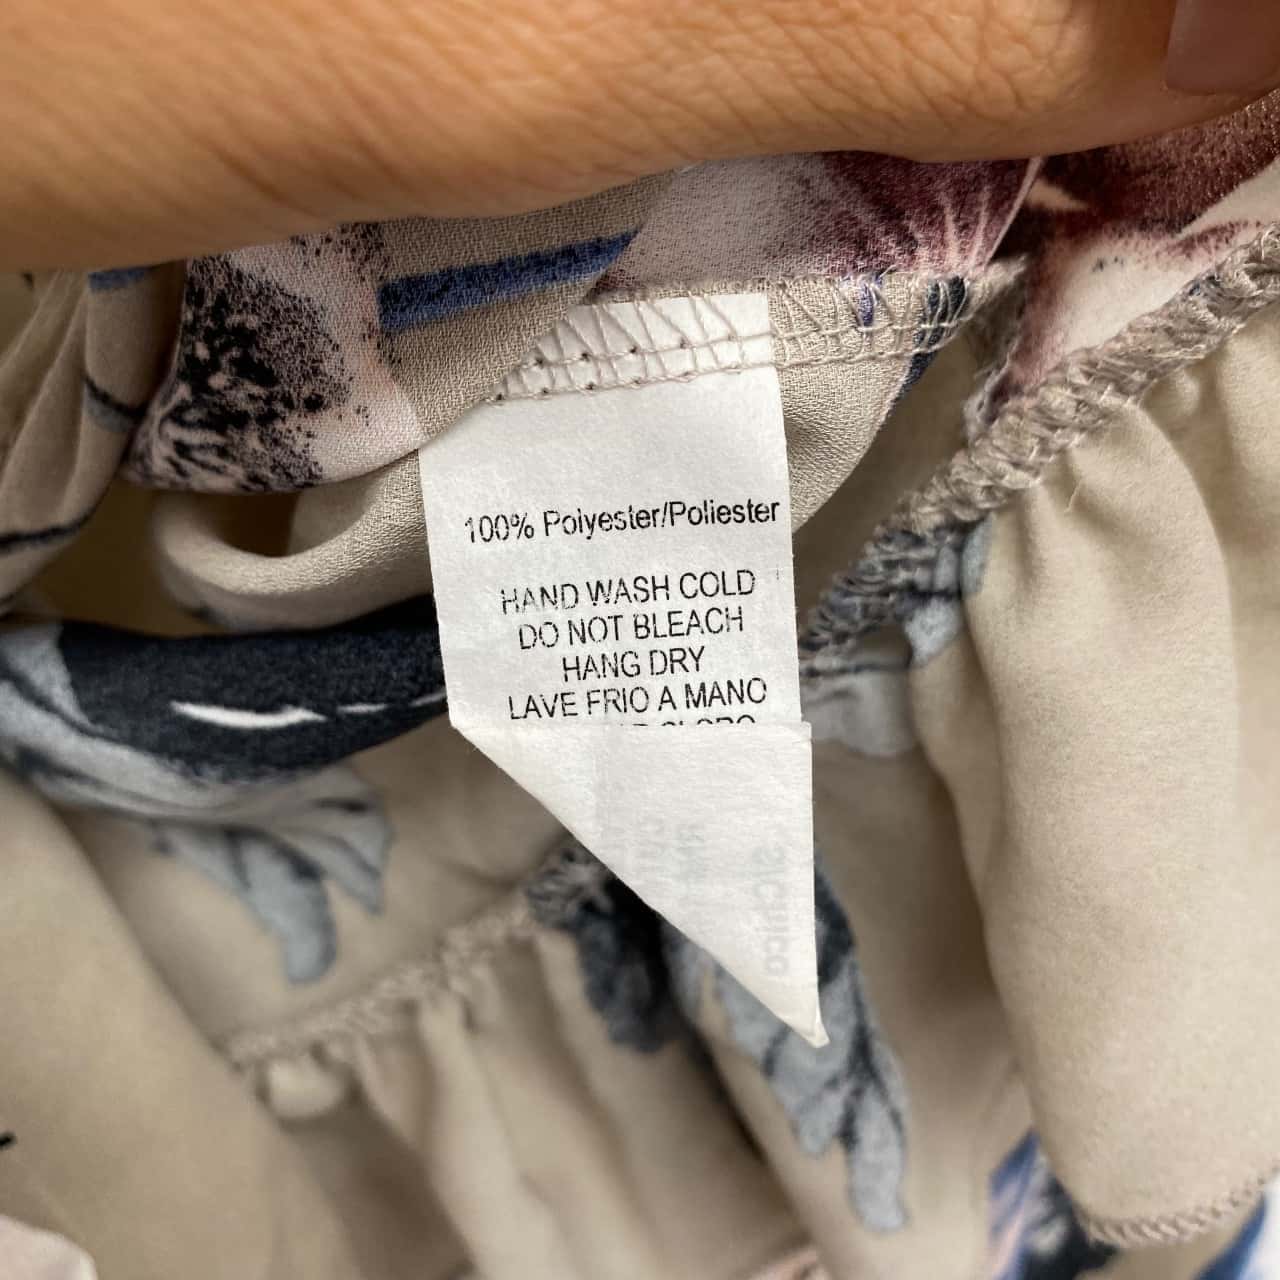 100% Polyester/Poliester
HAND WASH COLD
DO NOT BLEACH
HANG DRY
LAVE FRIO A MANO